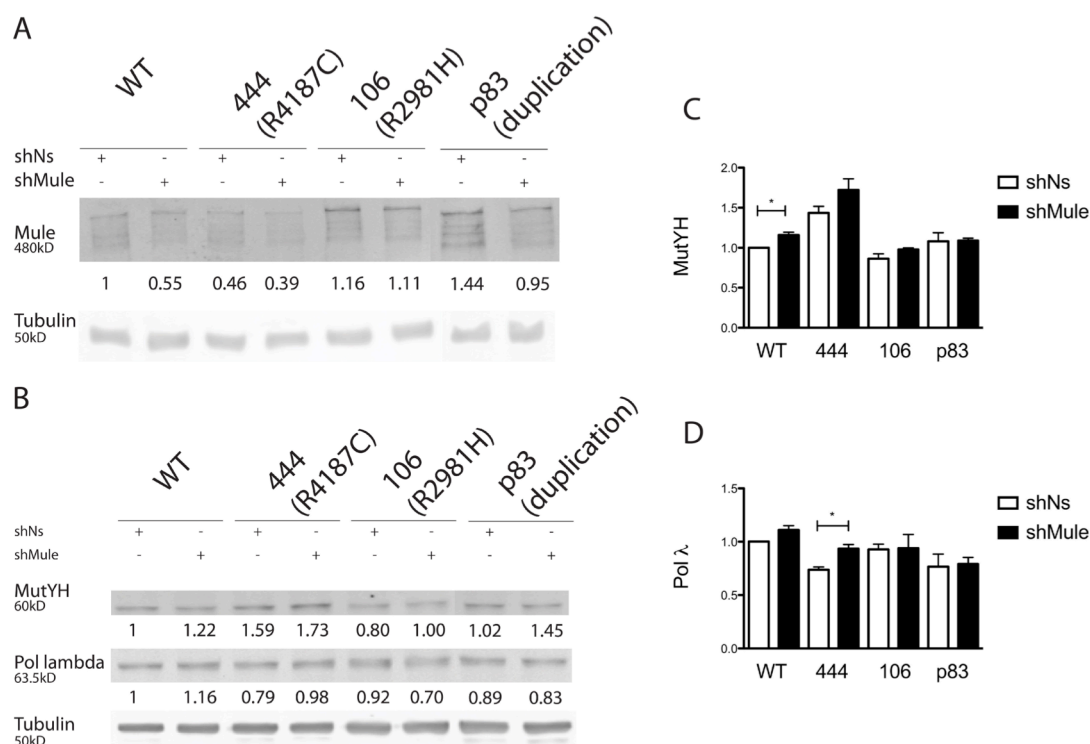 A
WT
444
(R4187C)
106
(R2981H)
p83
(duplication)
shNs + - + - + - + -
shMule - + - + - + - +
Mule
480kD
1 0.55 0.46 0.39 1.16 1.11 1.44 0.95
Tubulin
50kD
B
WT
444
(R4187C)
106
(R2981H)
p83
(duplication)
shNs + - + - + - + -
shMule - + - + - + - +
MutYH
60kD
1 1.22 1.59 1.73 0.80 1.00 1.02 1.45
Pol lambda
63.5kD
1 1.16 0.79 0.98 0.92 0.70 0.89 0.83
Tubulin
50kD
C
MutYH
2.0
1.5
1.0
0.5
0.0
*
WT 444 106 p83
shNs
shMule
D
Pol λ
1.5
1.0
0.5
0.0
*
WT 444 106 p83
shNs
shMule